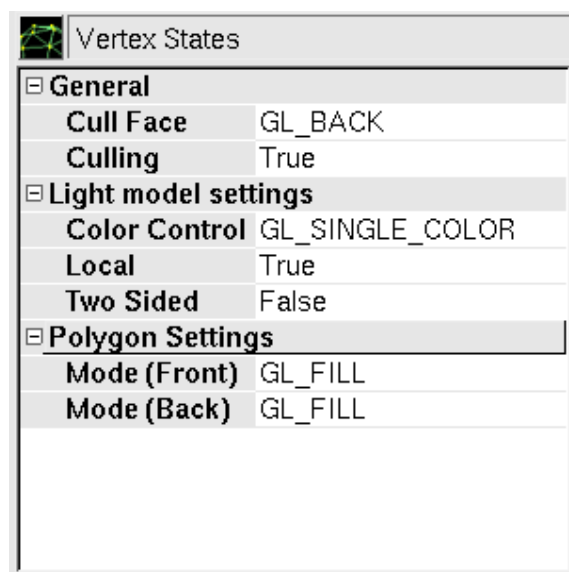 Vertex States
General
Cull Face GL_BACK
Culling True
Light model settings
Color Control GL_SINGLE_COLOR
Local True
Two Sided False
Polygon Settings
Mode (Front) GL_FILL
Mode (Back) GL_FILL